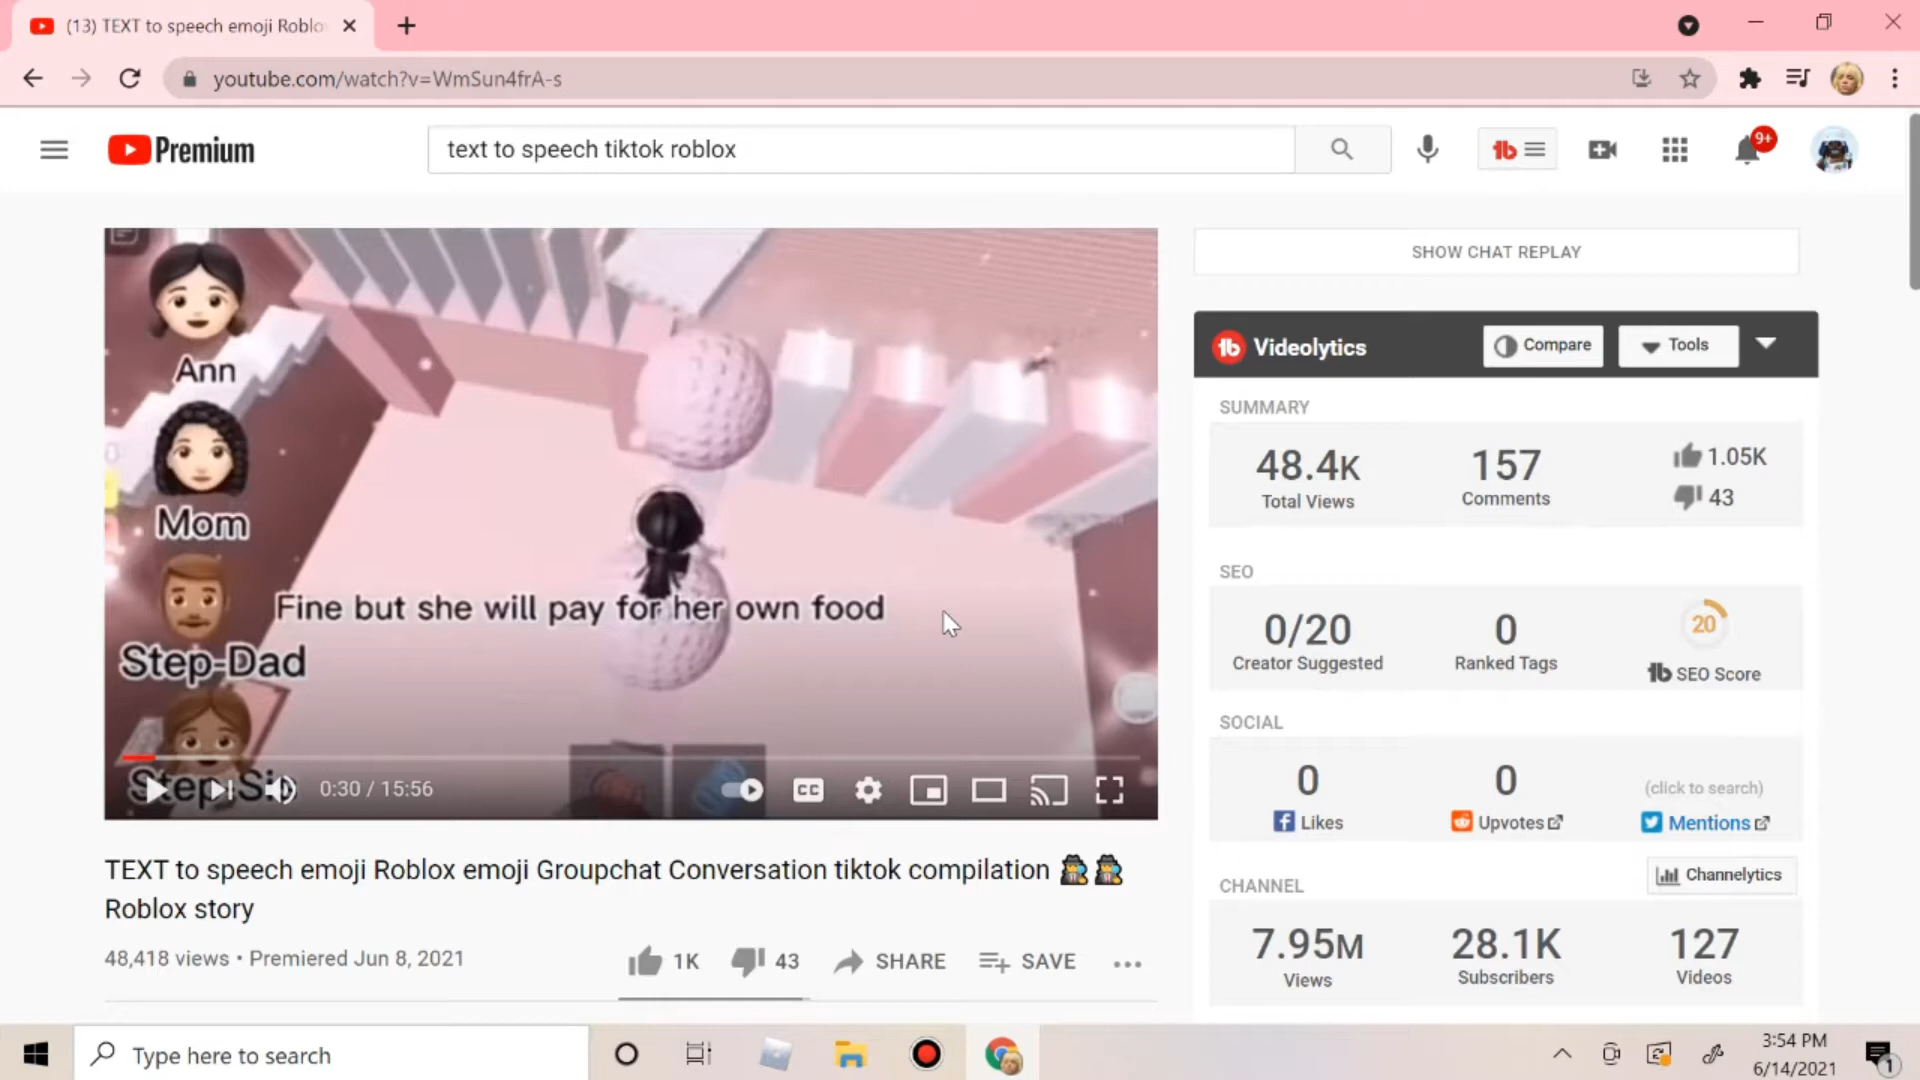 (13) TEXT to speech emoji Roblo
youtube.com/watch?v=WmSun4frA-s
Premium
text to speech tiktok roblox
9+
SHOW CHAT REPLAY
Ann
Mom
Step-Dad
Step-Sis
Fine but she will pay for her own food
0:30 / 15:56
CC
TEXT to speech emoji Roblox emoji Groupchat Conversation tiktok compilation
Roblox story
48,418 views • Premiered Jun 8, 2021
1K
43
SHARE
SAVE
Videolytics
Compare
Tools
SUMMARY
48.4K
Total Views
157
Comments
1.05K
43
SEO
0/20
Creator Suggested
0
Ranked Tags
20
SEO Score
SOCIAL
0
Likes
0
Upvotes
(click to search)
Mentions
CHANNEL
Channelytics
7.95M
Views
28.1K
Subscribers
127
Videos
Type here to search
3:54 PM
6/14/2021
1